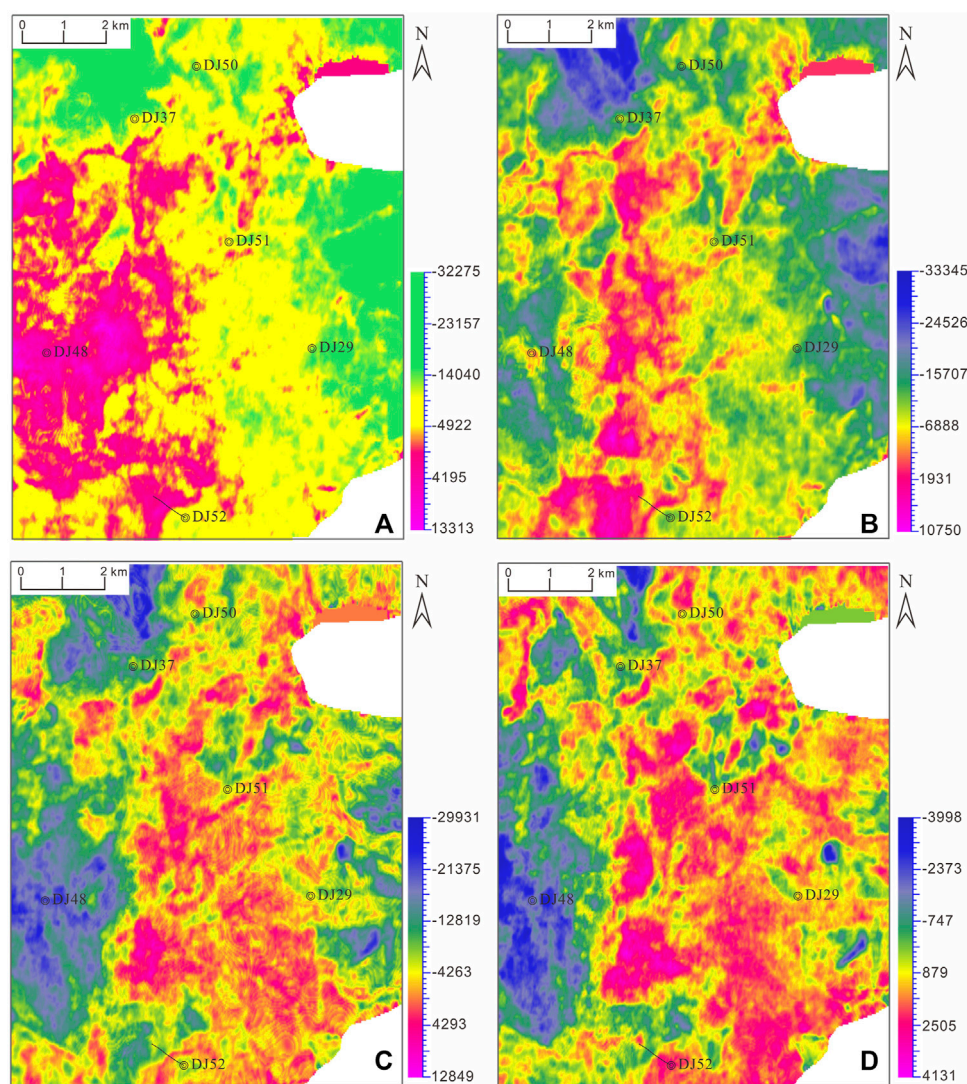 0 2 km
N
DJ50
DJ37
DJ51
DJ48
DJ29
DJ52
-32275
-23157
-14040
-4922
4195
13313
A
0 1 2 km
N
DJ50
DJ37
DJ51
DJ48
DJ29
DJ52
-33345
-24526
-15707
-6888
1931
10750
B
0 1 2 km
N
DJ50
DJ37
DJ51
DJ48
DJ29
DJ52
-29931
-21375
-12819
-4263
4293
12849
C
0 1 2 km
N
DJ50
DJ37
DJ51
DJ48
DJ29
DJ52
-3998
-2373
-747
879
2505
4131
D